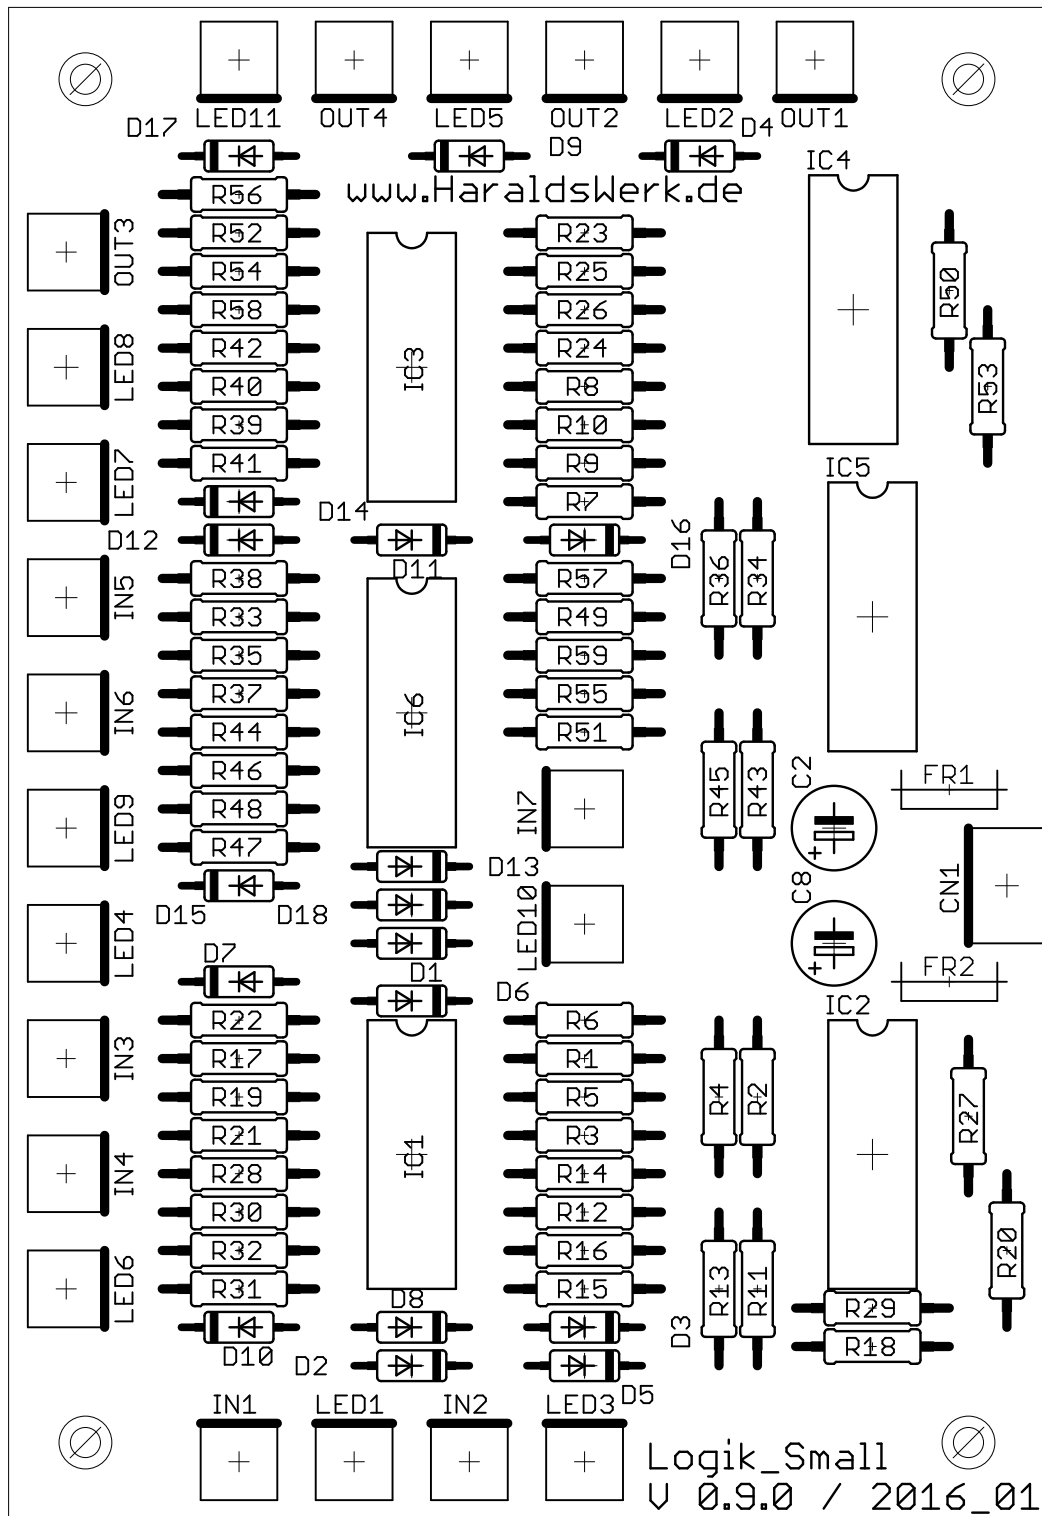 LED11 OUT4 LED5 OUT2 LED2 OUT1
D17 D9 D4
IC4
www.HaraldsWerk.de
R56
OUT3 R52 R23
R54 R25 R50
R58 R26
LED8 R42 IC3 R24
R40 R8 R53
R39 R10
LED7 R41 R9 IC5
D14 R7
D12 D11 D16
IN5 R38 R57 R36 R34
R33 R49
R35 R59
IN6 R37 IC6 R55
R44 R51
R46 C2 FR1
LED9 R48 IN7 R45 R43
R47
D13
D15 D18 C8 CN1
LED4 LED10
D7 D1 FR2
D6 IC2
R22 R6
IN3 R17 R1
R19 R5 R4 R2
R21 R3 R27
IN4 R28 IC1 R14
R30 R12
R32 R16 R20
LED6 R31 R15 R13 R11
D8 R29
D10 D2 D3 R18
D5
IN1 LED1 IN2 LED3
Logik_Small
V 0.9.0 / 2016_01